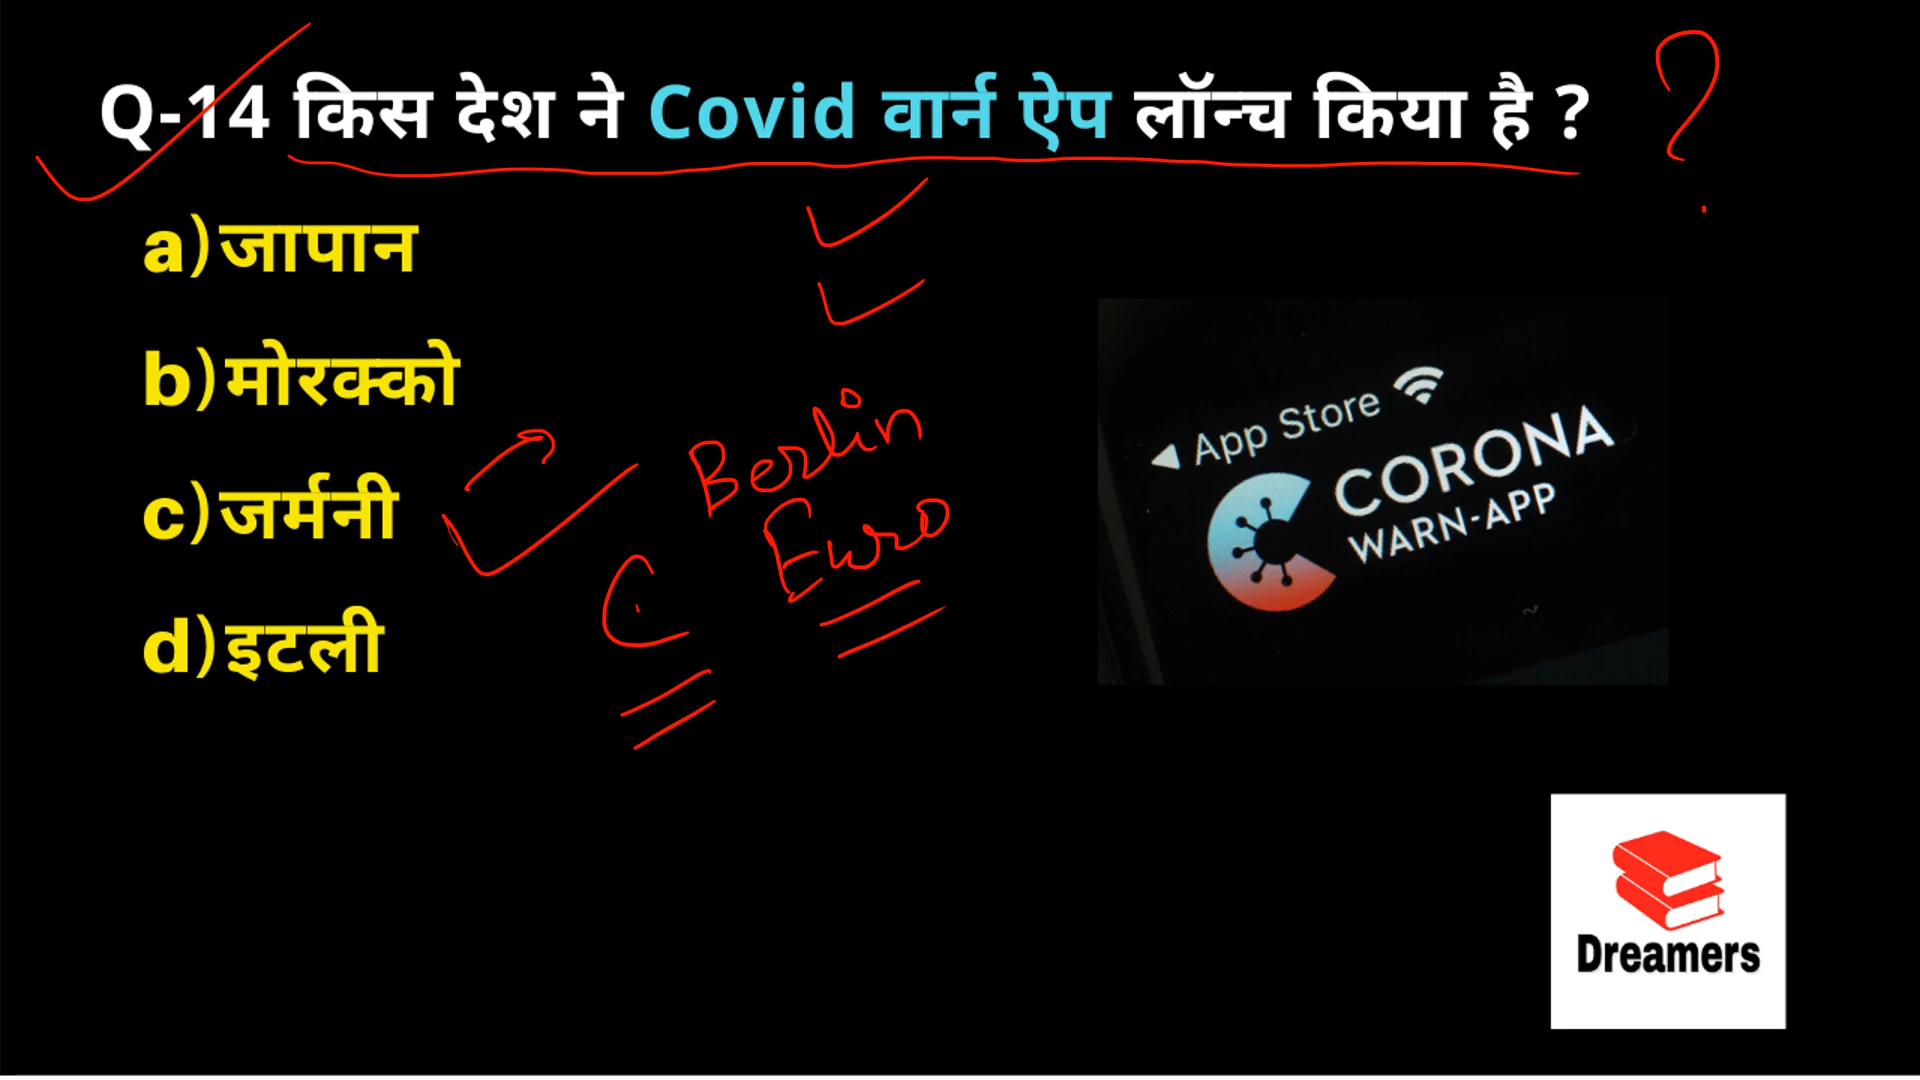 Q-14 किस देश ने Covid वार्न ऐप लॉन्च किया है ?
a)जापान
b)मोरक्को
c)जर्मनी
d)इटली
Berlin
Euro
C
App Store
CORONA
WARN-APP
Dreamers